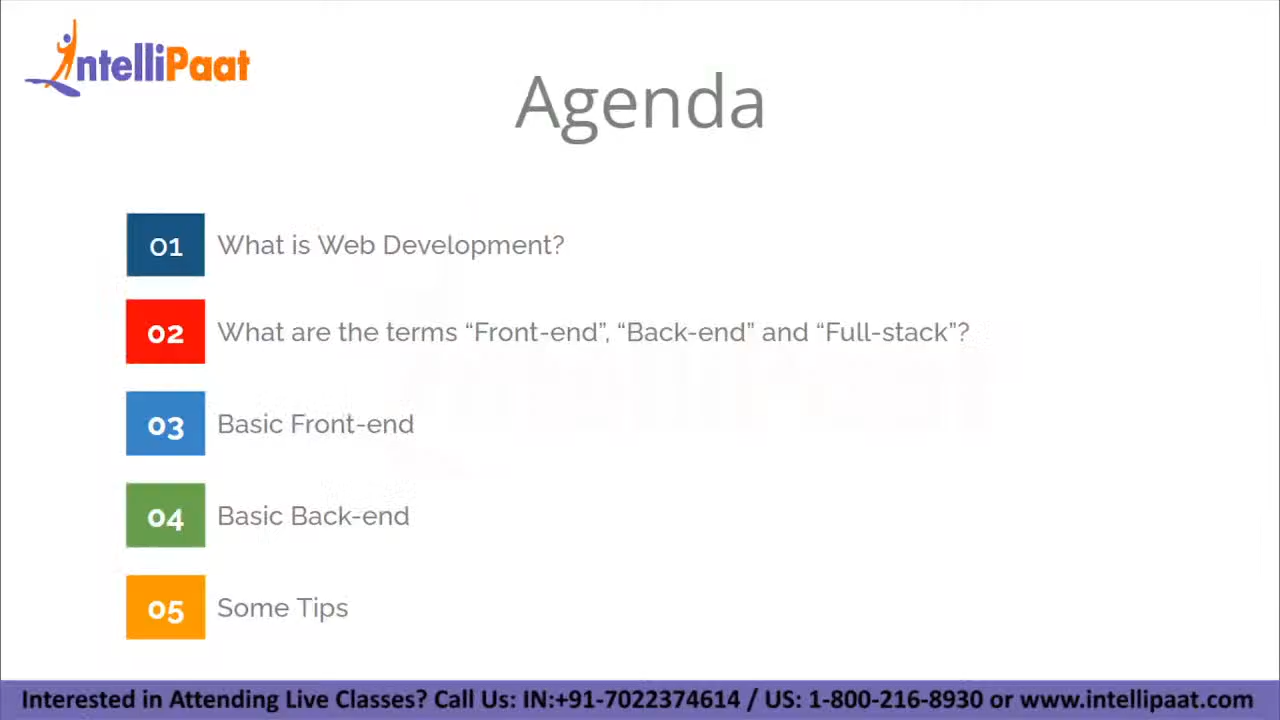 IntelliPaat
Agenda
01 What is Web Development?
02 What are the terms “Front-end”, “Back-end” and “Full-stack”?
03 Basic Front-end
04 Basic Back-end
05 Some Tips
Interested in Attending Live Classes? Call Us: IN:+91-7022374614 / US: 1-800-216-8930 or www.intellipaat.com